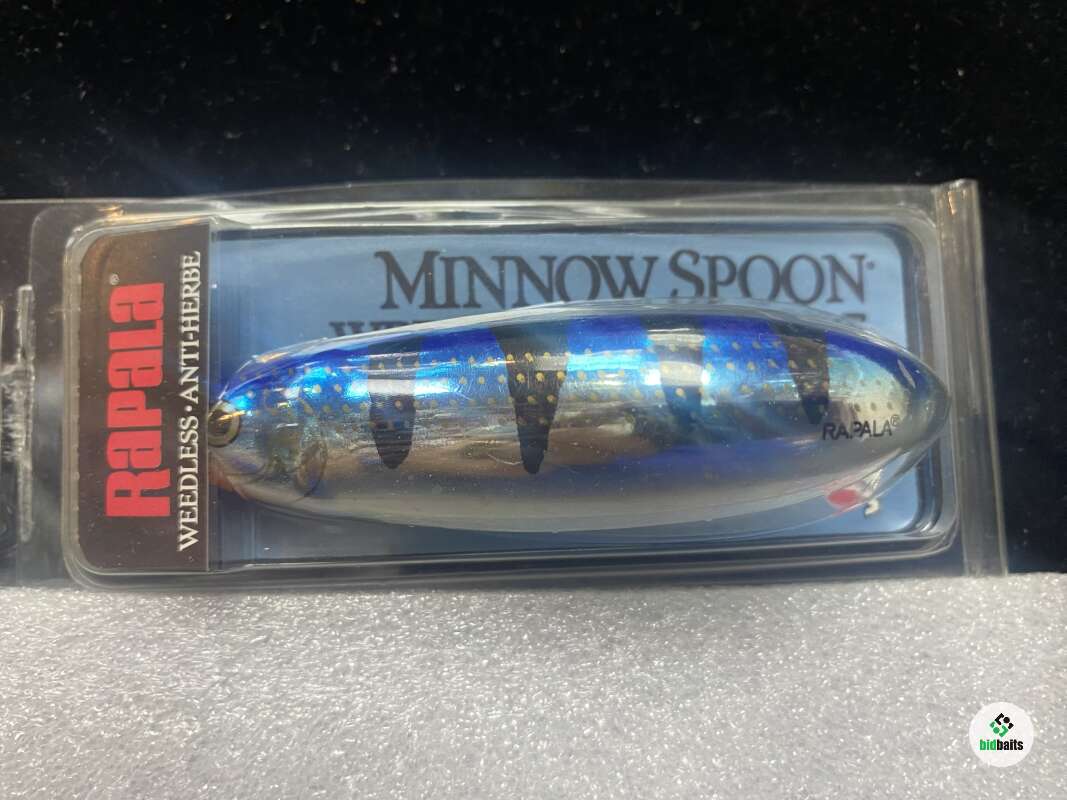 Rapala®
WEEDLESS·ANTI-HERBE
MINNOW SPOON®
RAPALA®
bidbaits